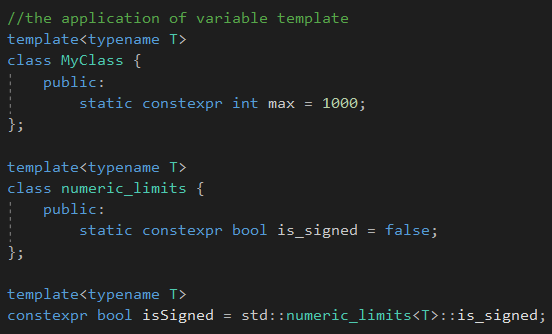 //the application of variable template
template<typename T>
class MyClass {
    public:
        static constexpr int max = 1000;
};
template<typename T>
class numeric_limits {
    public:
        static constexpr bool is_signed = false;
};
template<typename T>
constexpr bool isSigned = std::numeric_limits<T>::is_signed;